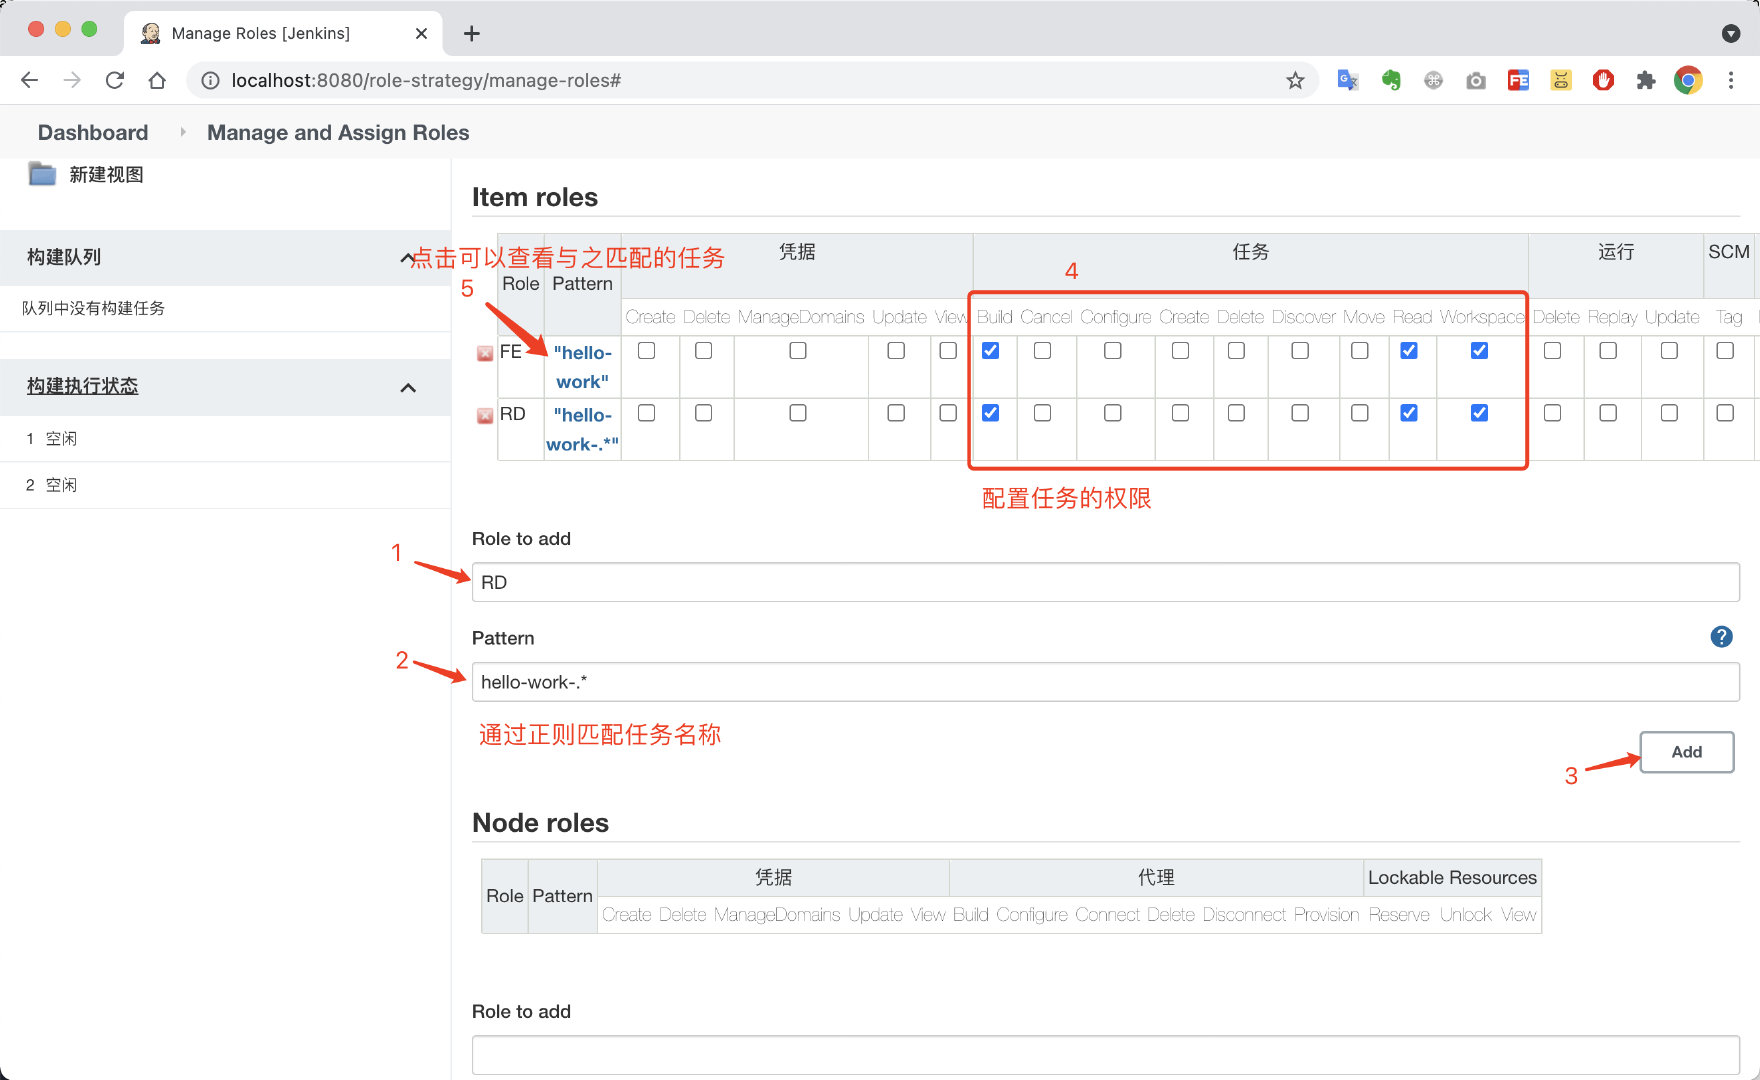 Manage Roles [Jenkins]
localhost:8080/role-strategy/manage-roles#
Dashboard
Manage and Assign Roles
新建视图
构建队列
队列中没有构建任务
构建执行状态
1 空闲
2 空闲
Item roles
点击可以查看与之匹配的任务
5
4
Role Pattern 凭据 任务 运行 SCM
Create Delete ManageDomains Update View Build Cancel Configure Create Delete Discover Move Read Workspace Delete Replay Update Tag
FE "hello-
work"
RD "hello-
work-.*"
配置任务的权限
Role to add
1
RD
Pattern
?
2
hello-work-.*
通过正则匹配任务名称
Add
3
Node roles
Role Pattern 凭据 代理 Lockable Resources
Create Delete ManageDomains Update View Build Configure Connect Delete Disconnect Provision Reserve Unlock View
Role to add